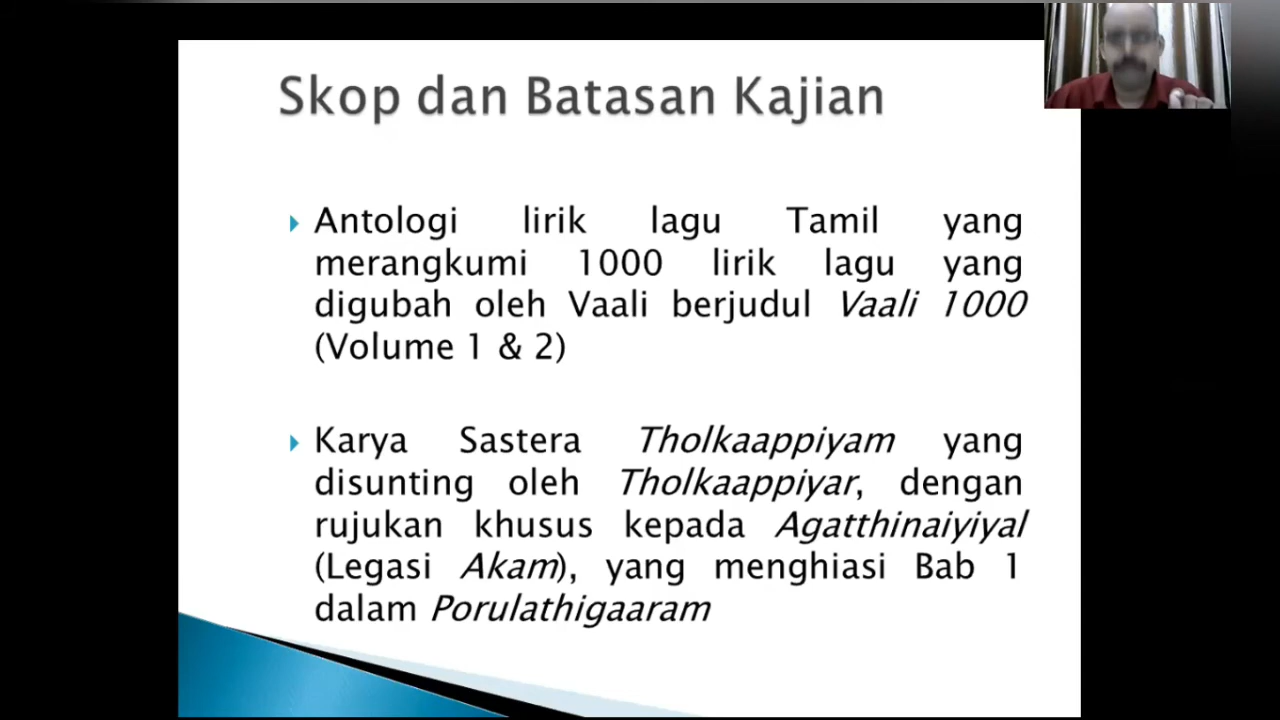 Skop dan Batasan Kajian
Antologi lirik lagu Tamil yang
merangkumi 1000 lirik lagu yang
digubah oleh Vaali berjudul Vaali 1000
(Volume 1 & 2)
Karya Sastera Tholkaappiyam yang
disunting oleh Tholkaappiyar, dengan
rujukan khusus kepada Agatthinaiyiyal
(Legasi Akam), yang menghiasi Bab 1
dalam Porulathigaaram